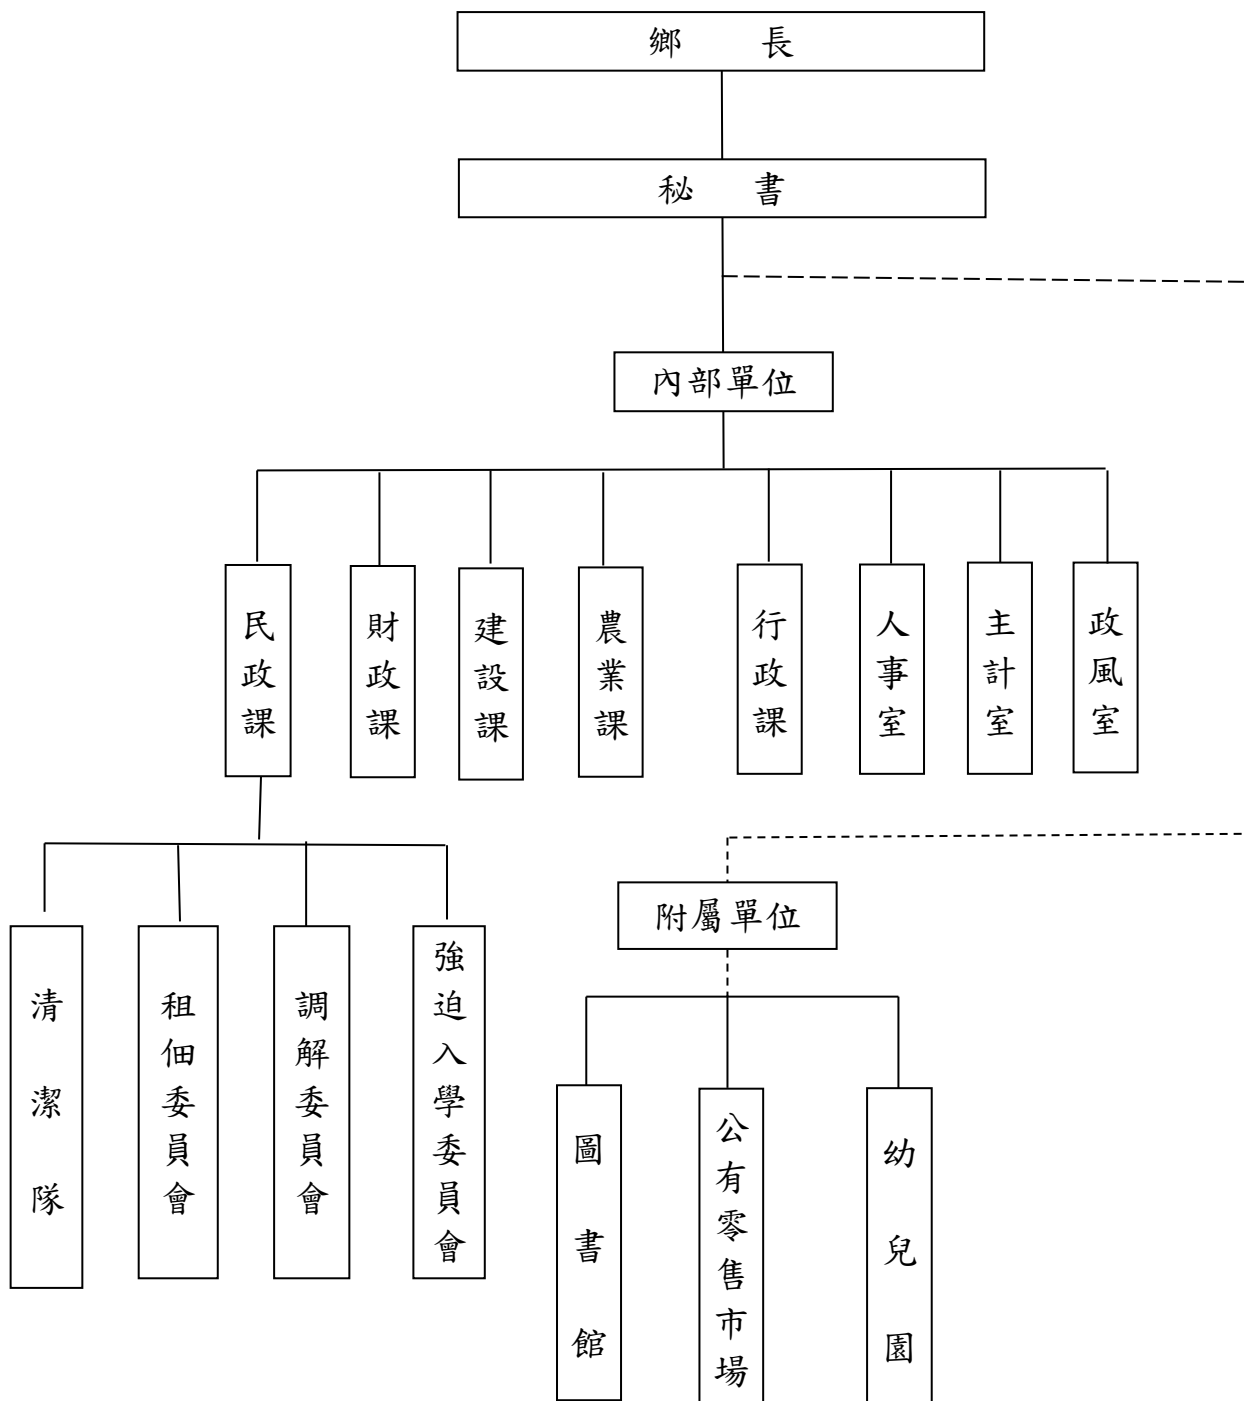 鄉長
秘書
內部單位
民政課
財政課
建設課
農業課
行政課
人事室
主計室
政風室
附屬單位
清潔隊
租佃委員會
調解委員會
強迫入學委員會
圖書館
公有零售市場
幼兒園